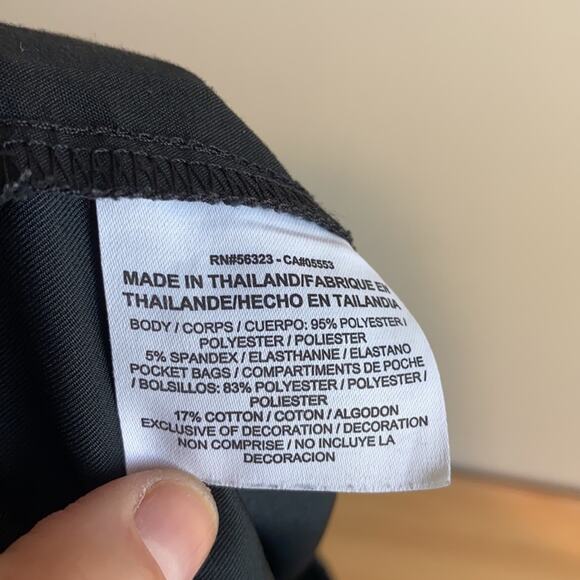 RN#56323 - CA#05553
MADE IN THAILAND/FABRIQUE EN
THAILANDE/HECHO EN TAILANDIA
BODY / CORPS / CUERPO: 95% POLYESTER /
POLYESTER / POLIESTER
5% SPANDEX / ELASTHANNE / ELASTANO
POCKET BAGS / COMPARTIMENTS DE POCHE
/ BOLSILLOS: 83% POLYESTER / POLYESTER /
POLIESTER
17% COTTON / COTON / ALGODON
EXCLUSIVE OF DECORATION / DECORATION
NON COMPRISE / NO INCLUYE LA
DECORACION